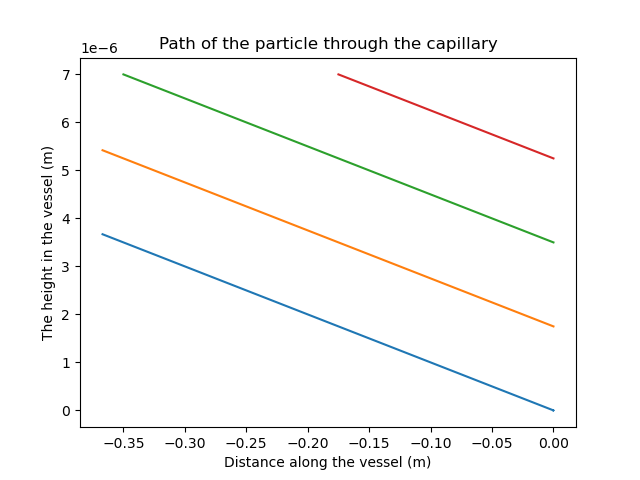 Path of the particle through the capillary
1e−6
7
6
5
4
3
2
1
0
The height in the vessel (m)
−0.35 −0.30 −0.25 −0.20 −0.15 −0.10 −0.05 0.00
Distance along the vessel (m)